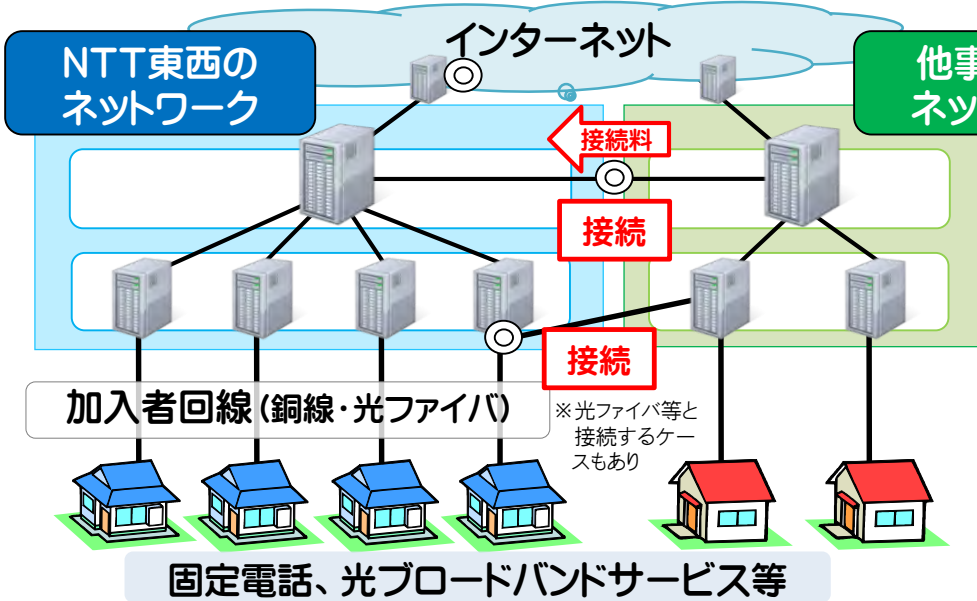 インターネット
NTT東西の
ネットワーク
他事
ネッ
接続料
接続
接続
加入者回線(銅線・光ファイバ)
※光ファイバ等と
接続するケー
スもあり
固定電話、光ブロードバンドサービス等